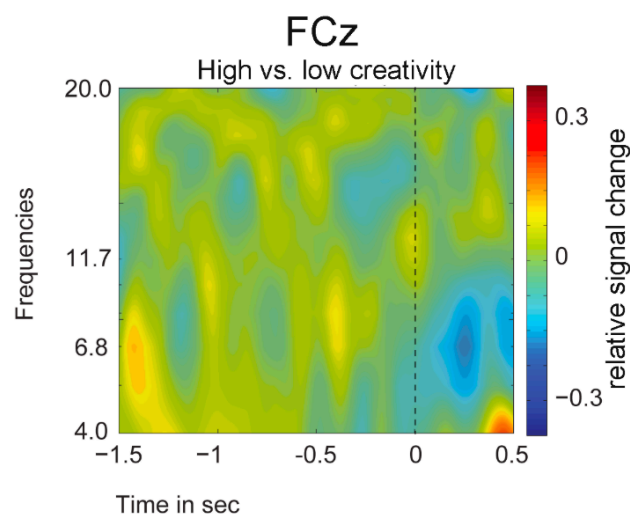 FCz
High vs. low creativity
20.0
11.7
6.8
4.0
Frequencies
−1.5
−1
-0.5
0
0.5
Time in sec
0.3
0
−0.3
relative signal change